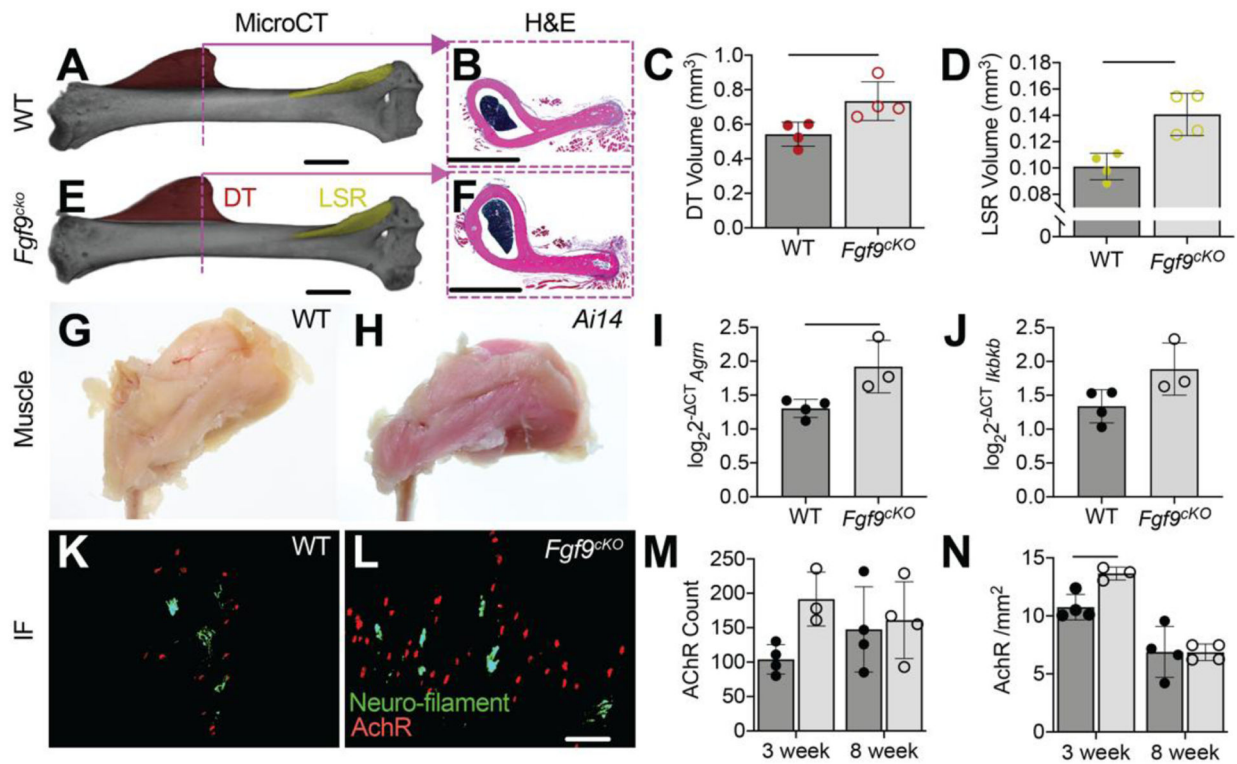 MicroCT
H&E
WT
A
B
C
DT Volume (mm³)
1.0
0.8
0.6
0.4
0.2
0
WT
Fgf9cKO
D
LSR Volume (mm³)
0.18
0.16
0.14
0.12
0.10
0.08
0
WT
Fgf9cKO
Fgf9cko
E
DT
LSR
F
Muscle
G
WT
H
Ai14
I
log₂2-ΔCT Agrn
2.5
2.0
1.5
1.0
0.5
0.0
WT
Fgf9cKO
J
log₂2-ΔCT Ikbkb
2.5
2.0
1.5
1.0
0.5
0.0
WT
Fgf9cKO
IF
K
WT
L
Fgf9cKO
Neuro-filament
AchR
M
AChR Count
250
200
150
100
50
0
3 week
8 week
N
AchR /mm²
15
10
5
0
3 week
8 week